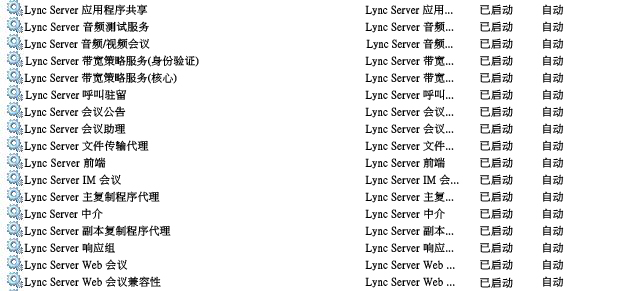 Lync Server 应用程序共享 Lync Server 应用... 已启动 自动
Lync Server 音频测试服务 Lync Server 音频... 已启动 自动
Lync Server 音频/视频会议 Lync Server 音频... 已启动 自动
Lync Server 带宽策略服务(身份验证) Lync Server 带宽... 已启动 自动
Lync Server 带宽策略服务(核心) Lync Server 带宽... 已启动 自动
Lync Server 呼叫驻留 Lync Server 呼叫... 已启动 自动
Lync Server 会议公告 Lync Server 会议... 已启动 自动
Lync Server 会议助理 Lync Server 会议... 已启动 自动
Lync Server 文件传输代理 Lync Server 文件... 已启动 自动
Lync Server 前端 Lync Server 前端 已启动 自动
Lync Server IM 会议 Lync Server IM 会... 已启动 自动
Lync Server 主复制程序代理 Lync Server 主复... 已启动 自动
Lync Server 中介 Lync Server 中介 已启动 自动
Lync Server 副本复制程序代理 Lync Server 副本... 已启动 自动
Lync Server 响应组 Lync Server 响应... 已启动 自动
Lync Server Web 会议 Lync Server Web ... 已启动 自动
Lync Server Web 会议兼容性 Lync Server Web ... 已启动 自动